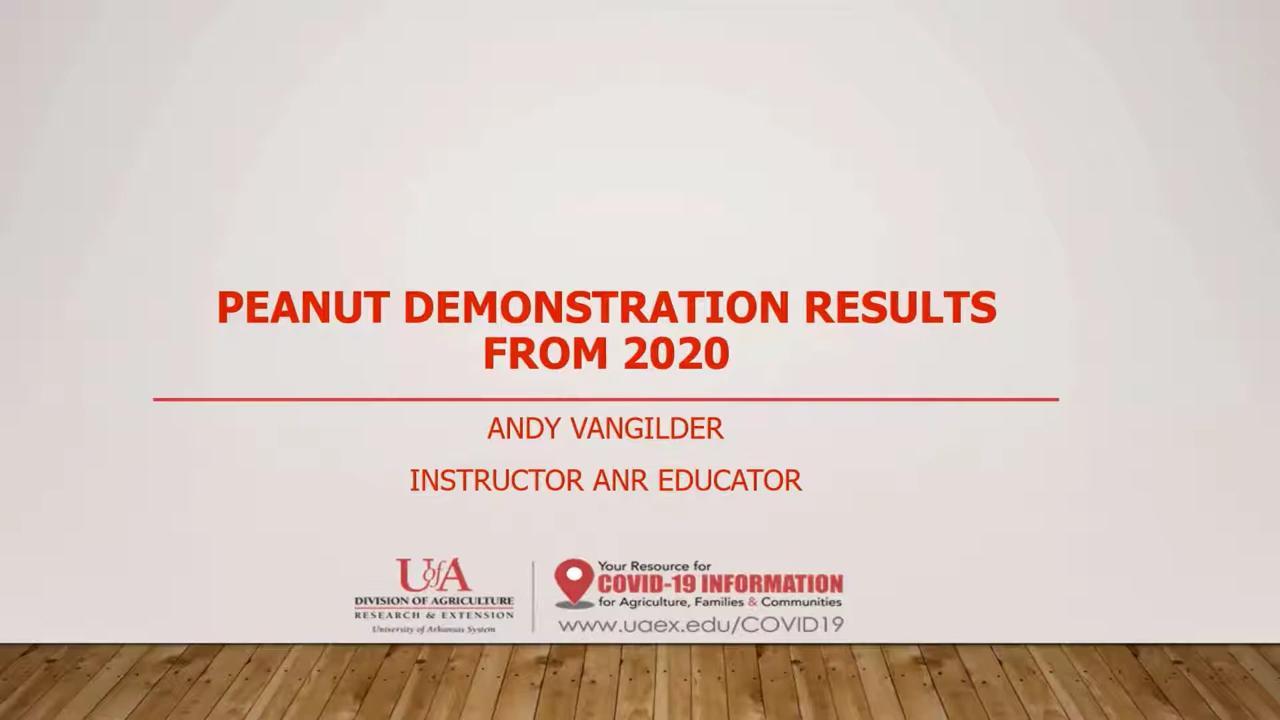 PEANUT DEMONSTRATION RESULTS
FROM 2020
ANDY VANGILDER
INSTRUCTOR ANR EDUCATOR
UofA
DIVISION OF AGRICULTURE
RESEARCH & EXTENSION
University of Arkansas System
Your Resource for
COVID-19 INFORMATION
for Agriculture, Families & Communities
www.uaex.edu/COVID19